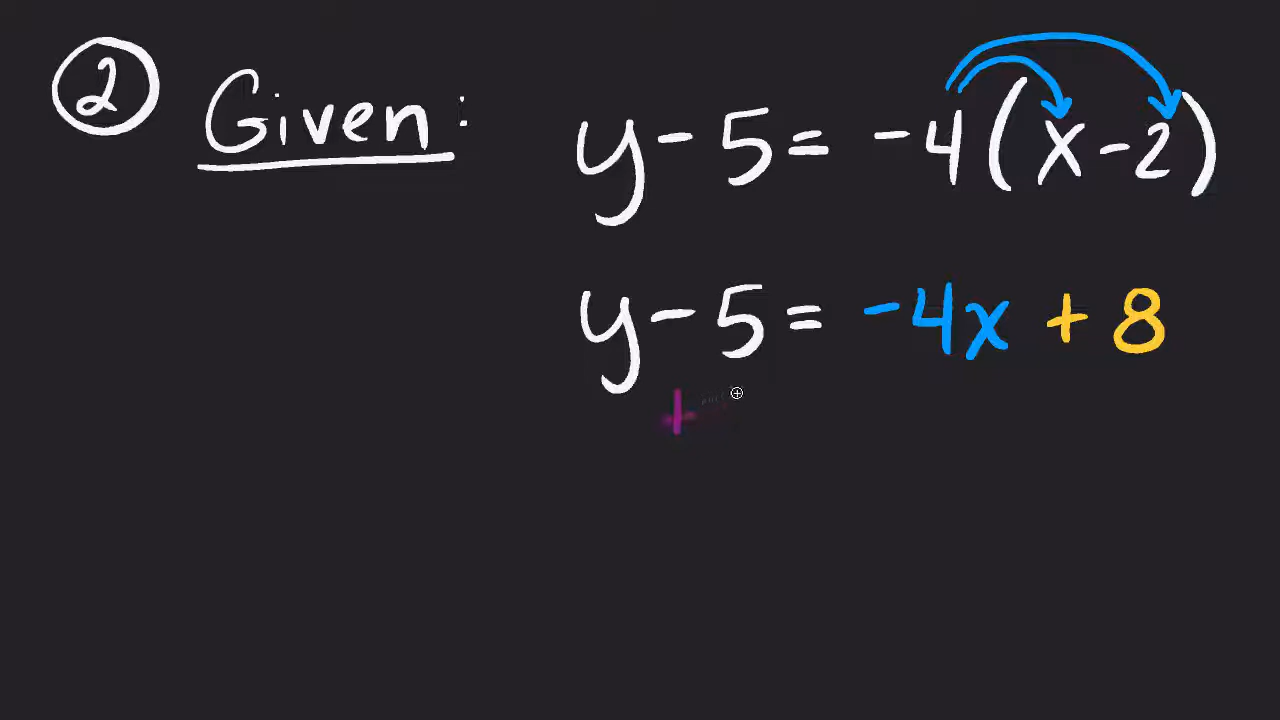 ② Given: y - 5 = -4(x - 2)
y - 5 = -4x + 8
+